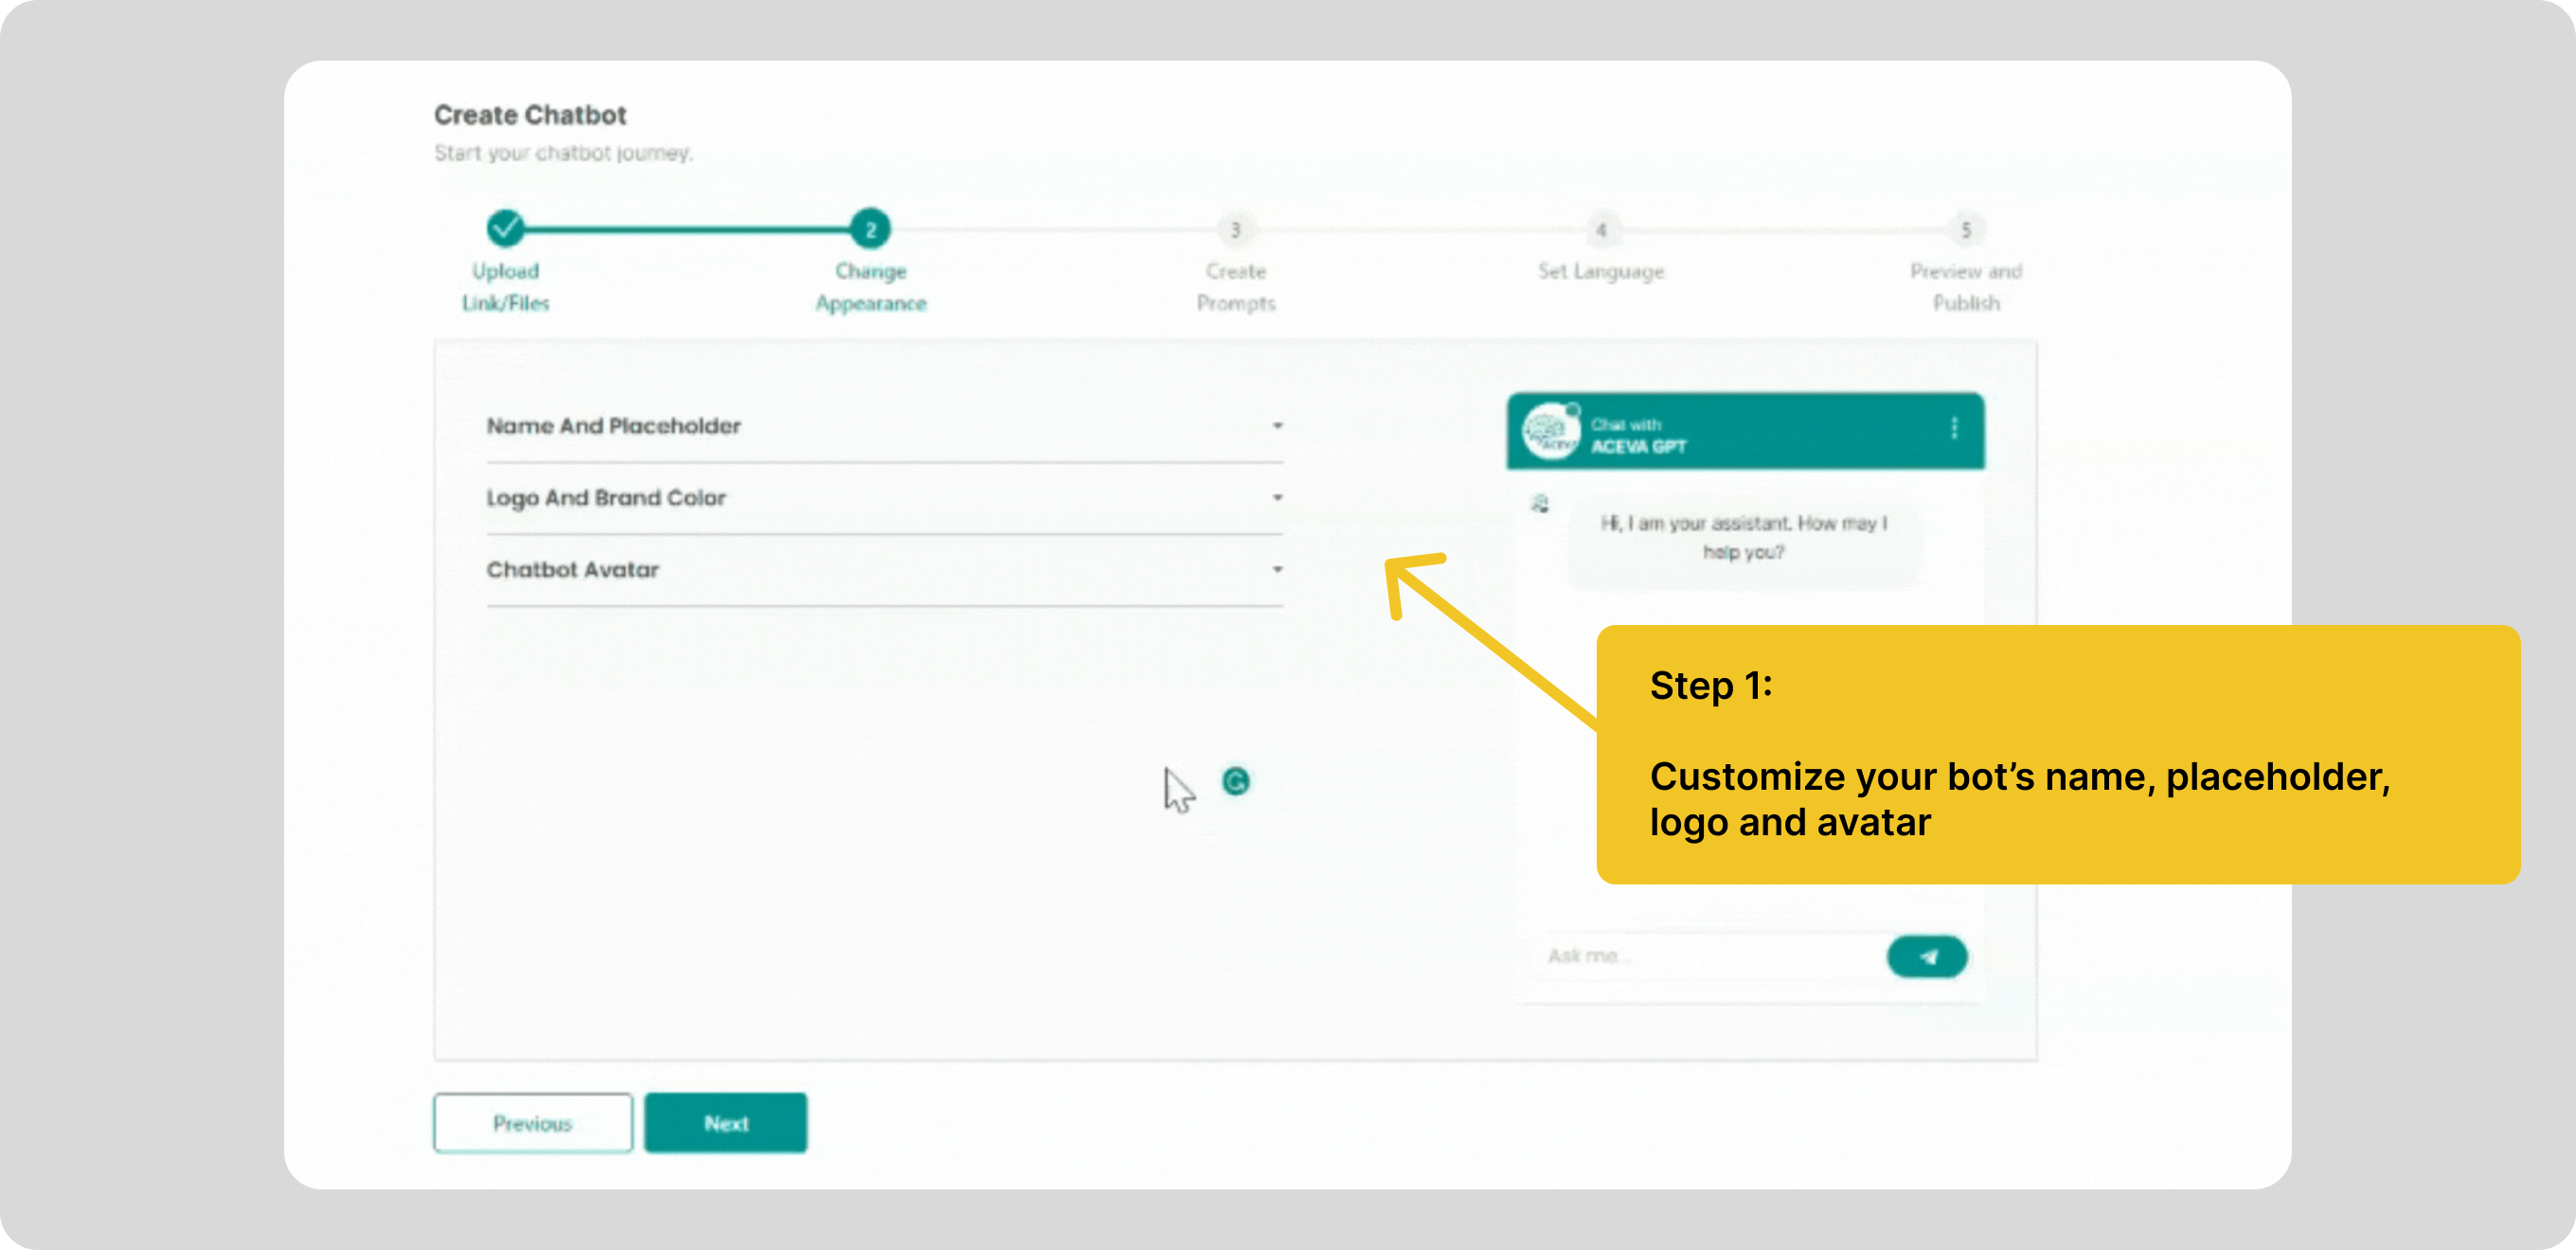 Create Chatbot
Start your chatbot journey.
2
3
4
5
Upload
Link/Files
Change
Appearance
Create
Prompts
Set Language
Preview and
Publish
Name And Placeholder
Logo And Brand Color
Chatbot Avatar
ACEVA
Chat with
ACEVA GPT
Hi, I am your assistant. How may I
help you?
Step 1:
Customize your bot’s name, placeholder,
logo and avatar
Ask me...
Previous
Next